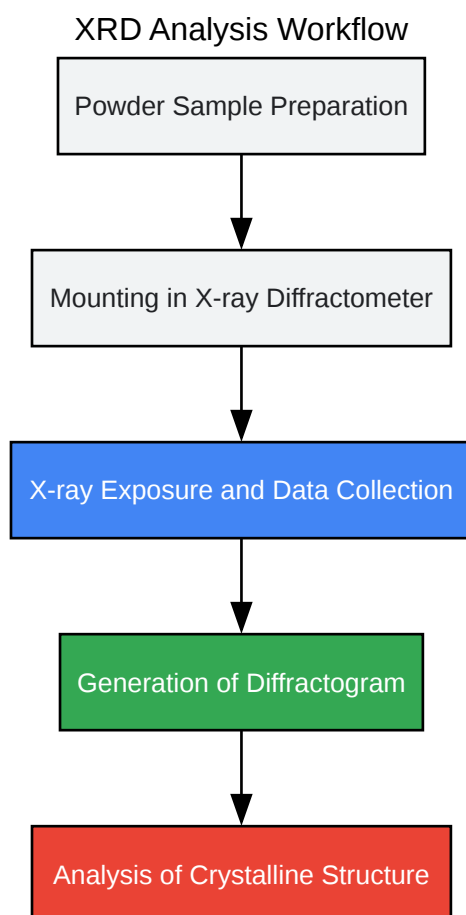 XRD Analysis Workflow
Powder Sample Preparation
Mounting in X-ray Diffractometer
X-ray Exposure and Data Collection
Generation of Diffractogram
Analysis of Crystalline Structure